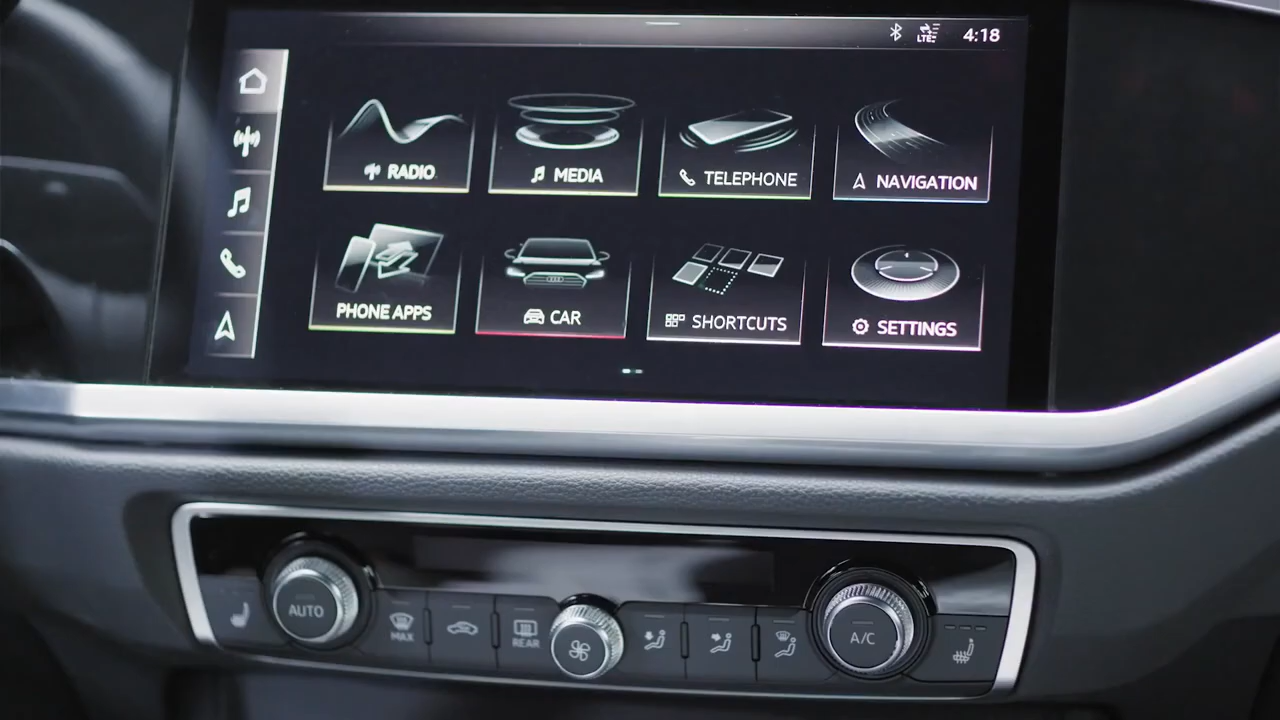 LTE
4:18
RADIO
MEDIA
TELEPHONE
NAVIGATION
PHONE APPS
CAR
SHORTCUTS
SETTINGS
AUTO
MAX
REAR
A/C